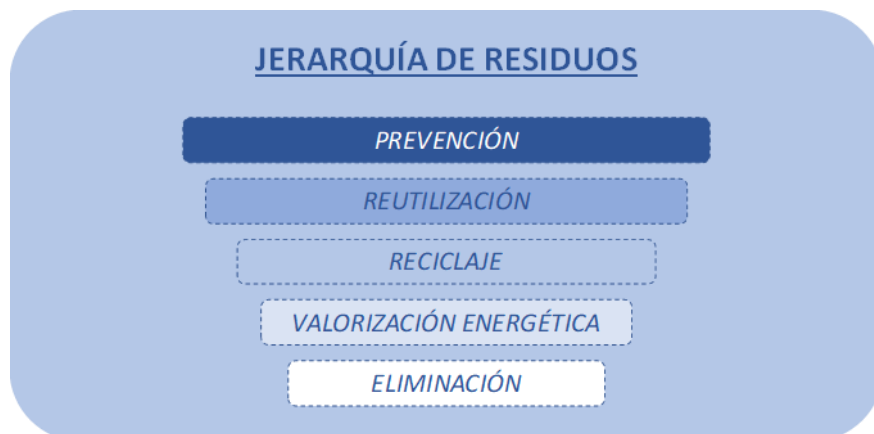 JERARQUÍA DE RESIDUOS
PREVENCIÓN
REUTILIZACIÓN
RECICLAJE
VALORIZACIÓN ENERGÉTICA
ELIMINACIÓN